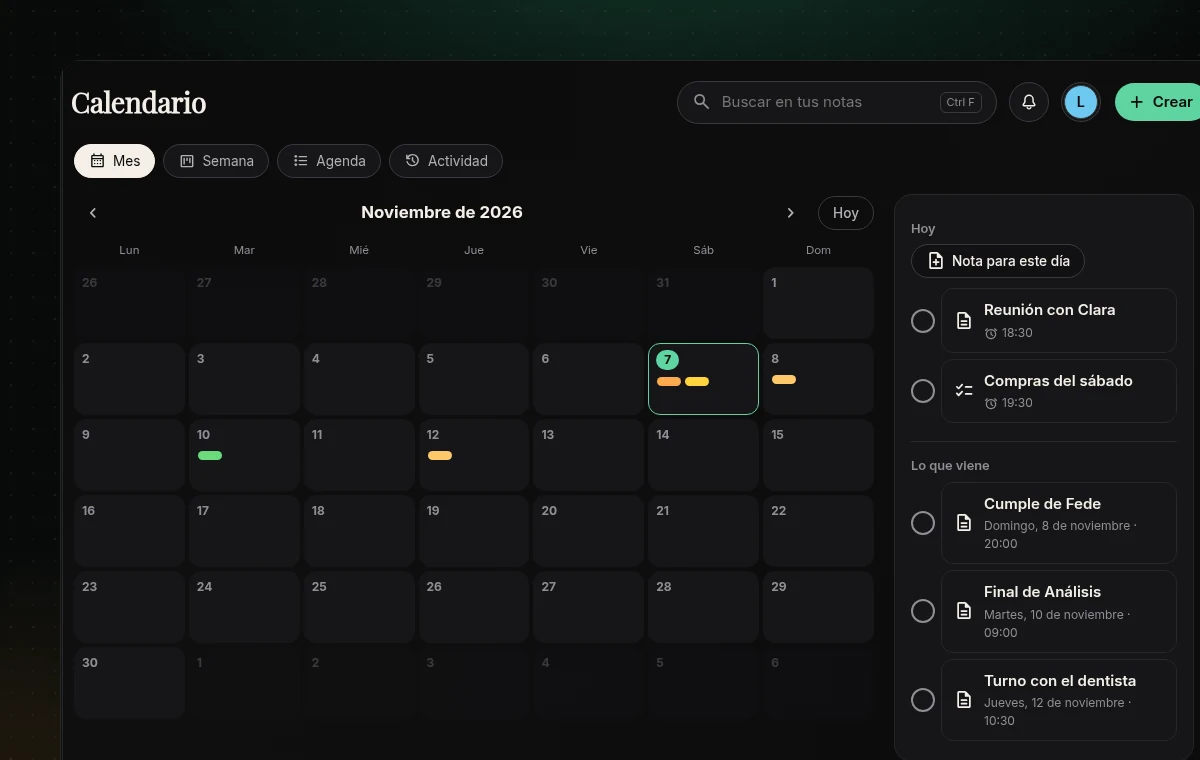 Calendario
Buscar en tus notas
Ctrl F
L
Crear
Mes
Semana
Agenda
Actividad
Noviembre de 2026
Hoy
Lun Mar Mié Jue Vie Sáb Dom
26 27 28 29 30 31 1
2 3 4 5 6 7 8
9 10 11 12 13 14 15
16 17 18 19 20 21 22
23 24 25 26 27 28 29
30 1 2 3 4 5 6
Hoy
Nota para este día
Reunión con Clara
18:30
Compras del sábado
19:30
Lo que viene
Cumple de Fede
Domingo, 8 de noviembre ·
20:00
Final de Análisis
Martes, 10 de noviembre ·
09:00
Turno con el dentista
Jueves, 12 de noviembre ·
10:30